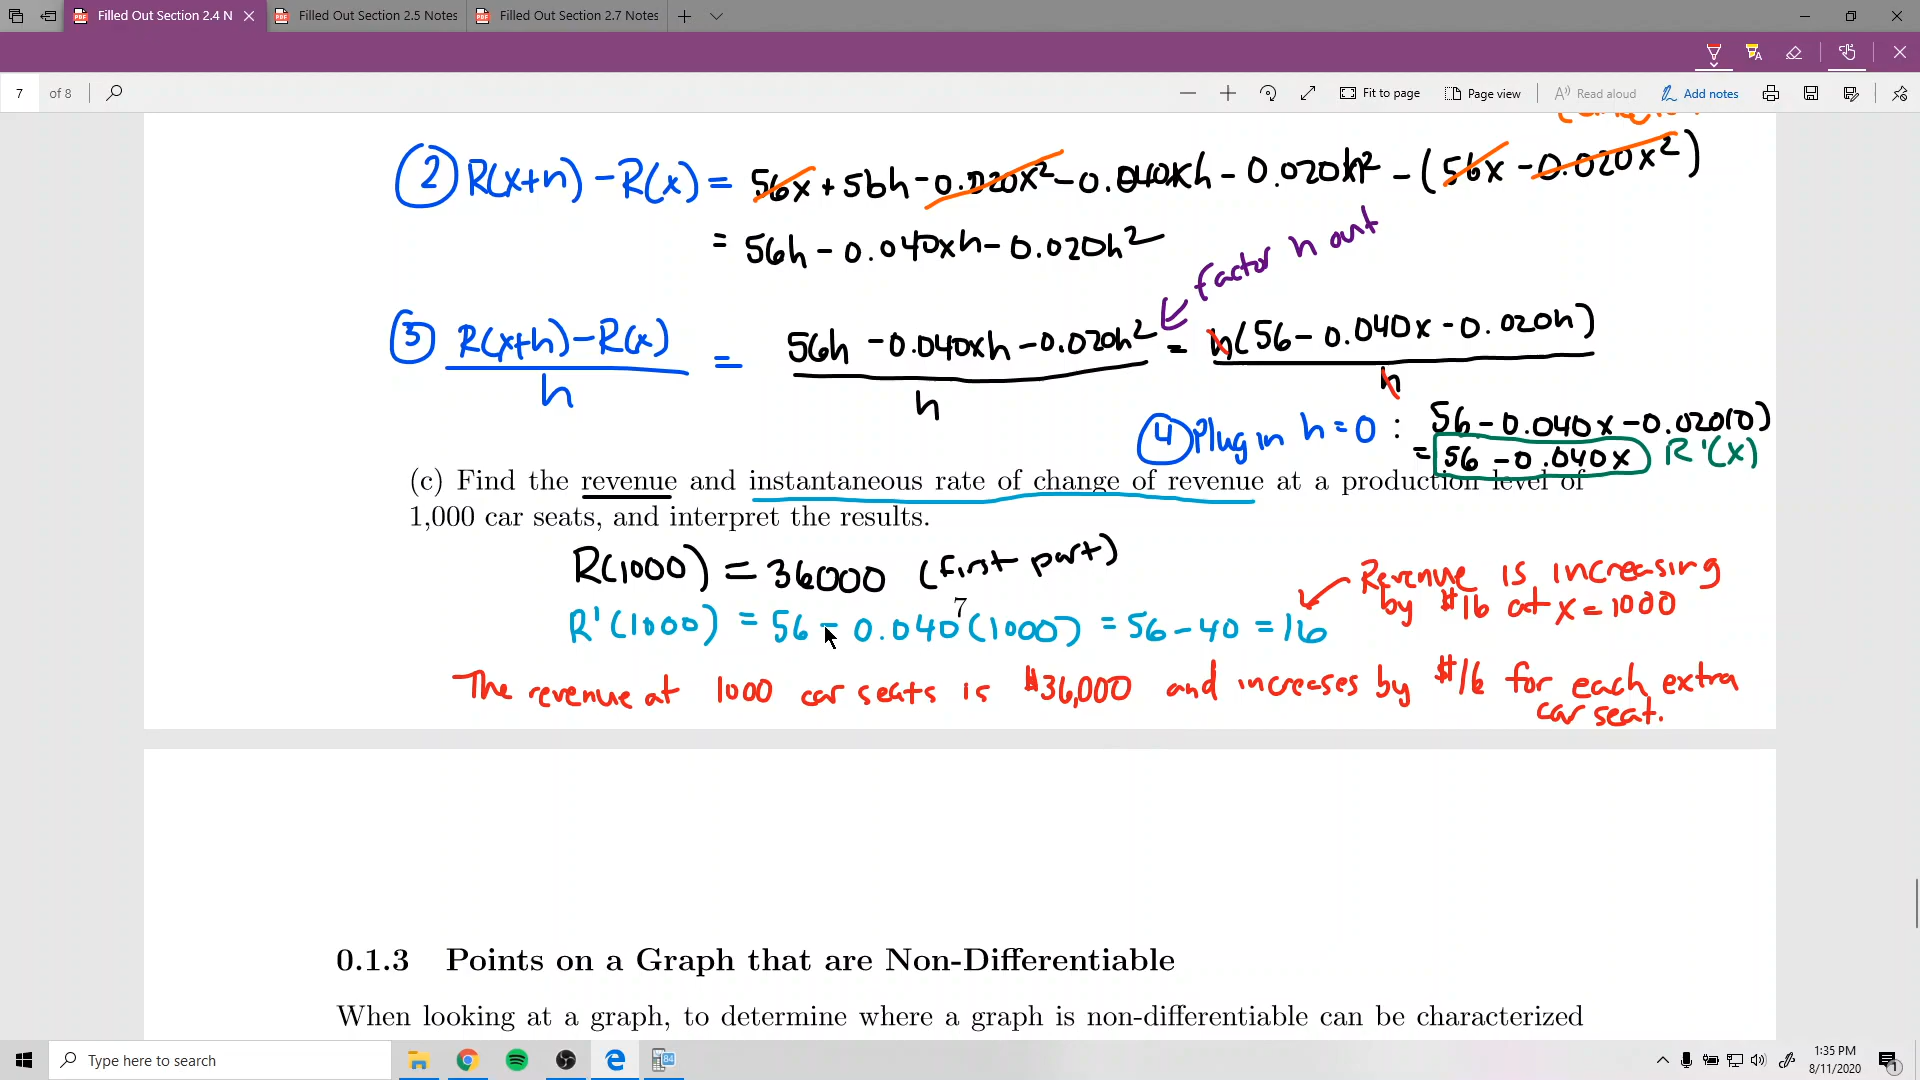 Filled Out Section 2.4 N
Filled Out Section 2.5 Notes
Filled Out Section 2.7 Notes
7 of 8
Fit to page
Page view
Read aloud
Add notes
② R(x+h) - R(x) = 56x + 56h - 0.020x² - 0.040xh - 0.020h² - (56x - 0.020x²)
= 56h - 0.040xh - 0.020h²
factor h out
③ R(x+h) - R(x) / h = 56h - 0.040xh - 0.020h² / h = h(56 - 0.040x - 0.020h) / h
④ Plug in h = 0 : 56 - 0.040x - 0.020(0)
= 56 - 0.040x R'(x)
(c) Find the revenue and instantaneous rate of change of revenue at a production level of
1,000 car seats, and interpret the results.
R(1000) = 36000 (first part)
Revenue is increasing
by $16 at x = 1000
7
R'(1000) = 56 - 0.040(1000) = 56 - 40 = 16
The revenue at 1000 car seats is $36,000 and increases by $16 for each extra
car seat.
0.1.3 Points on a Graph that are Non-Differentiable
When looking at a graph, to determine where a graph is non-differentiable can be characterized
Type here to search
84
1:35 PM
8/11/2020
1